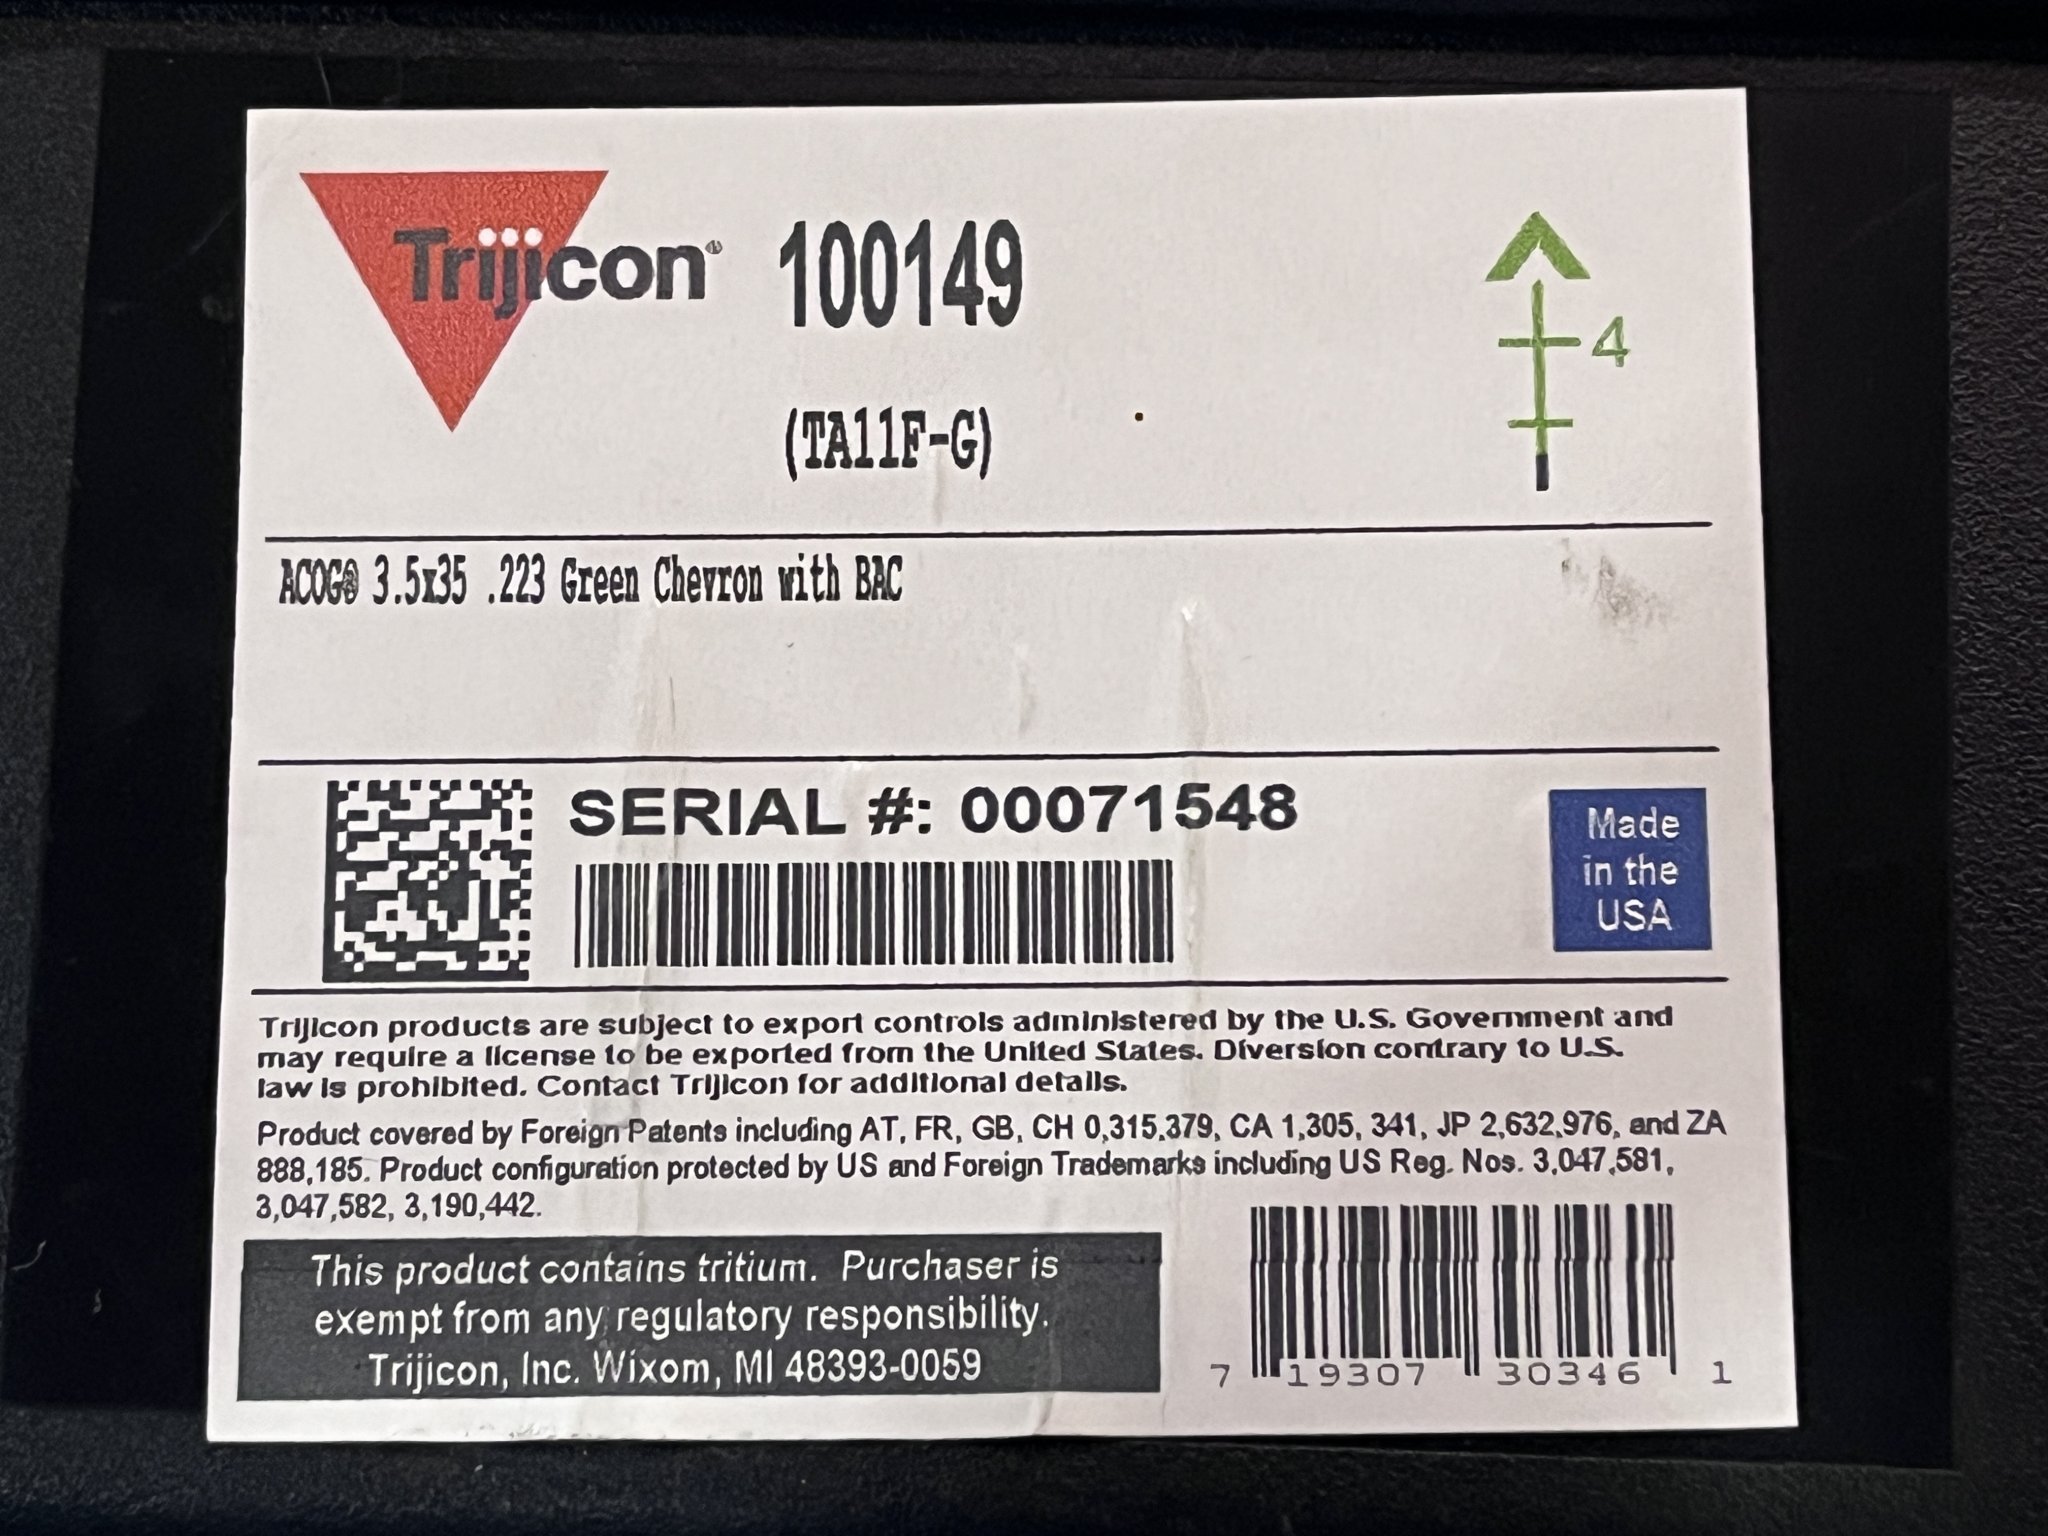 Trijicon® 100149
4
(TA11F-G)
ACOG® 3.5x35 .223 Green Chevron with BAC
SERIAL #: 00071548
Made
in the
USA
Trijicon products are subject to export controls administered by the U.S. Government and
may require a license to be exported from the United States. Diversion contrary to U.S.
law is prohibited. Contact Trijicon for additional details.
Product covered by Foreign Patents including AT, FR, GB, CH 0,315,379, CA 1,305, 341, JP 2,632,976, and ZA
888,185. Product configuration protected by US and Foreign Trademarks including US Reg. Nos. 3,047,581,
3,047,582, 3,190,442.
This product contains tritium. Purchaser is
exempt from any regulatory responsibility.
Trijicon, Inc. Wixom, MI 48393-0059
7 19307 30346 1